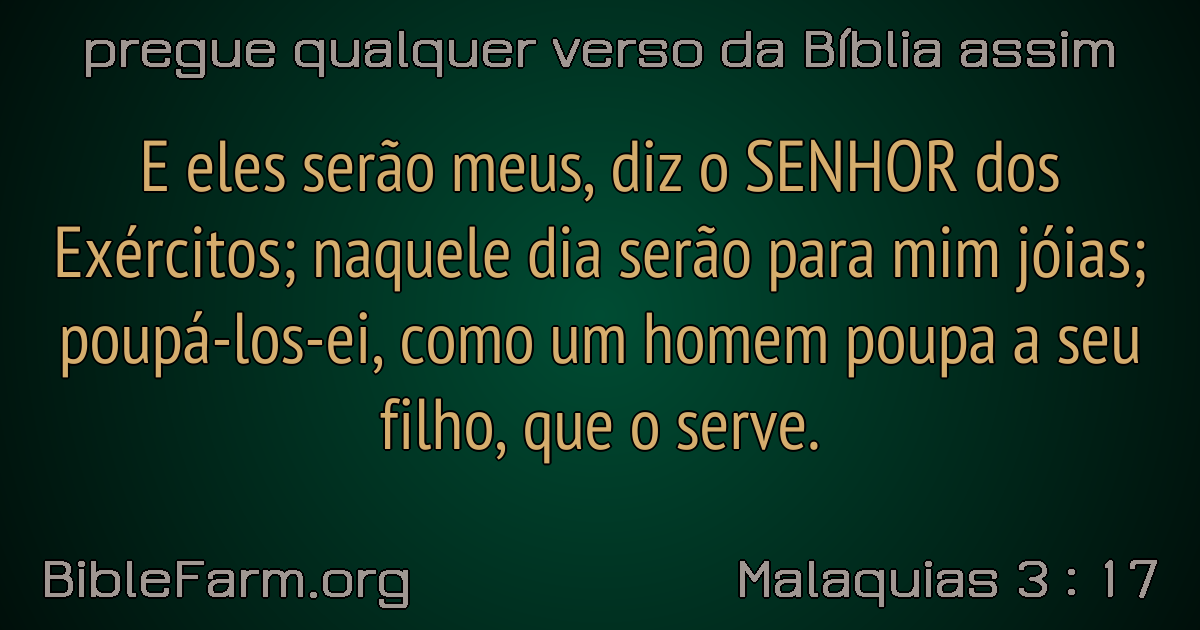 pregue qualquer verso da Bíblia assim
E eles serão meus, diz o SENHOR dos
Exércitos; naquele dia serão para mim jóias;
poupá-los-ei, como um homem poupa a seu
filho, que o serve.
BibleFarm.org
Malaquias 3 : 17